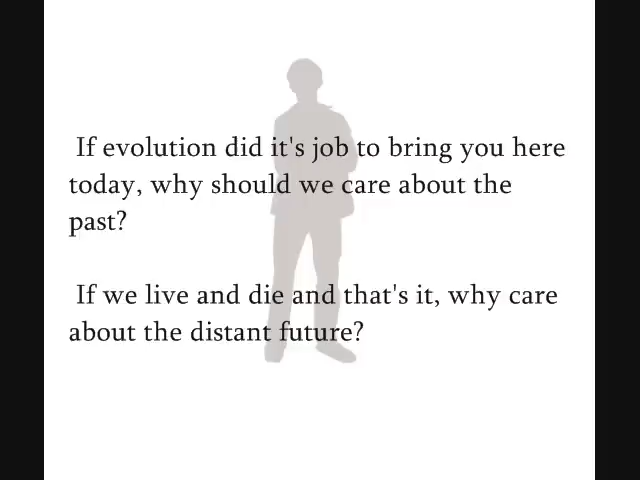 If evolution did it's job to bring you here
today, why should we care about the
past?
If we live and die and that's it, why care
about the distant future?